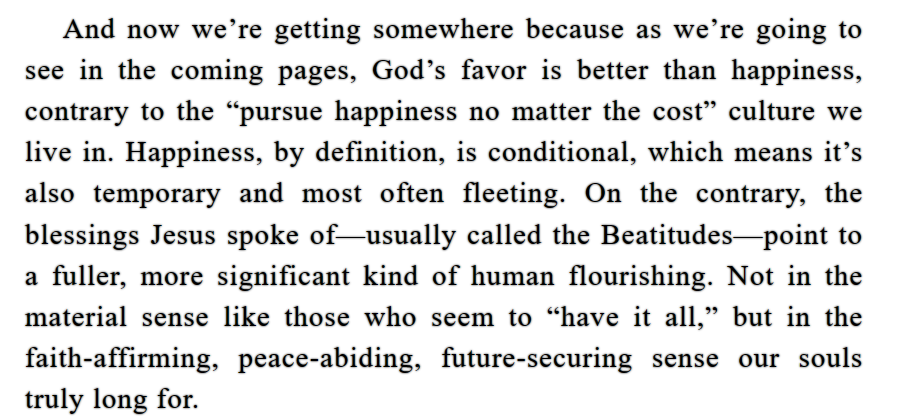 And now we’re getting somewhere because as we’re going to
see in the coming pages, God’s favor is better than happiness,
contrary to the “pursue happiness no matter the cost” culture we
live in. Happiness, by definition, is conditional, which means it’s
also temporary and most often fleeting. On the contrary, the
blessings Jesus spoke of—usually called the Beatitudes—point to
a fuller, more significant kind of human flourishing. Not in the
material sense like those who seem to “have it all,” but in the
faith-affirming, peace-abiding, future-securing sense our souls
truly long for.